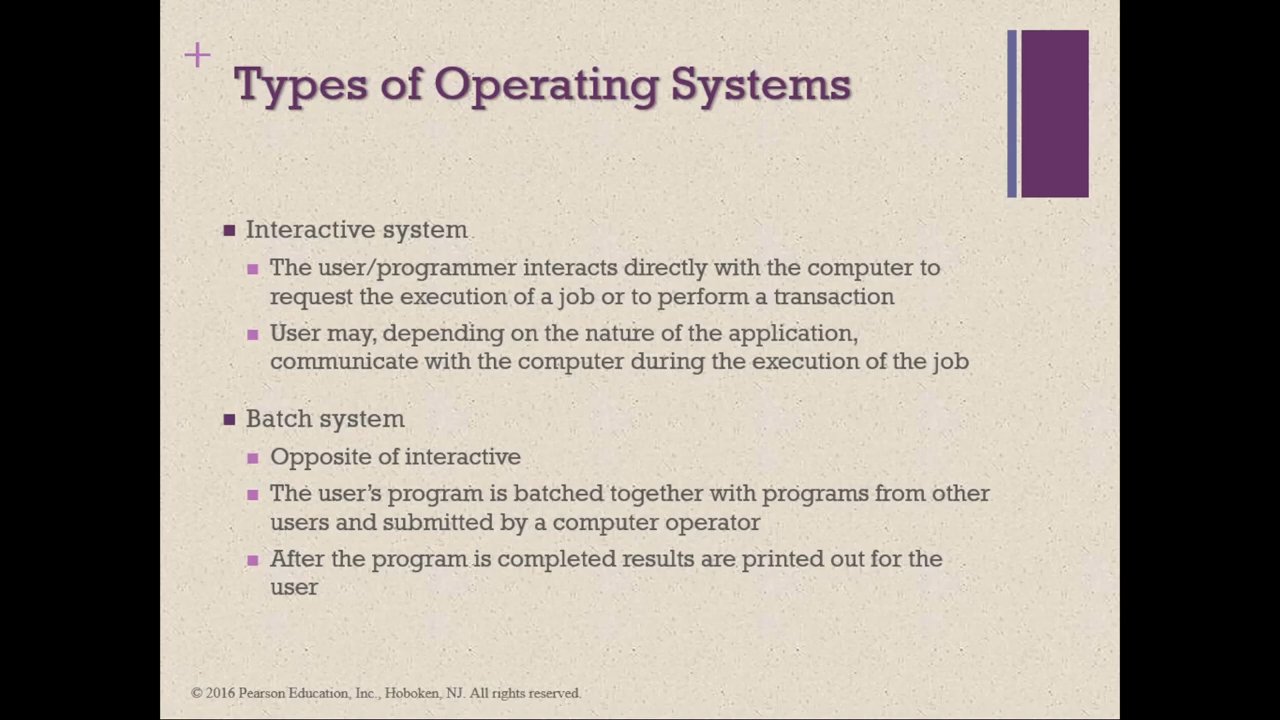 +
Types of Operating Systems
Interactive system
The user/programmer interacts directly with the computer to
request the execution of a job or to perform a transaction
User may, depending on the nature of the application,
communicate with the computer during the execution of the job
Batch system
Opposite of interactive
The user’s program is batched together with programs from other
users and submitted by a computer operator
After the program is completed results are printed out for the
user
© 2016 Pearson Education, Inc., Hoboken, NJ. All rights reserved.